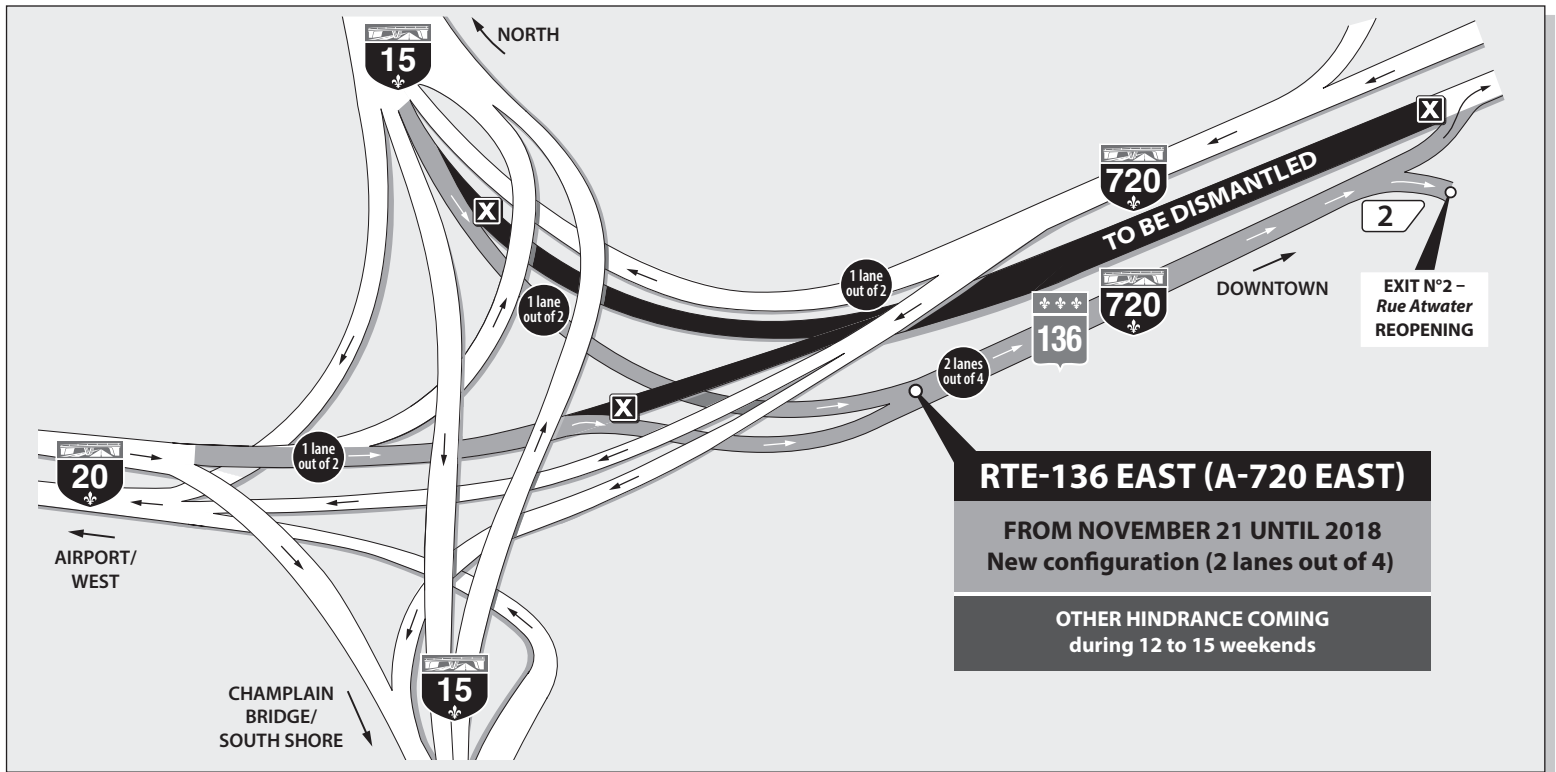 NORTH
15
X
720
TO BE DISMANTLED
X
2
1 lane
out of 2
1 lane
out of 2
720
DOWNTOWN
EXIT N°2 –
Rue Atwater
REOPENING
136
2 lanes
out of 4
X
1 lane
out of 2
20
AIRPORT/
WEST
RTE-136 EAST (A-720 EAST)
FROM NOVEMBER 21 UNTIL 2018
New configuration (2 lanes out of 4)
OTHER HINDRANCE COMING
during 12 to 15 weekends
15
CHAMPLAIN
BRIDGE/
SOUTH SHORE